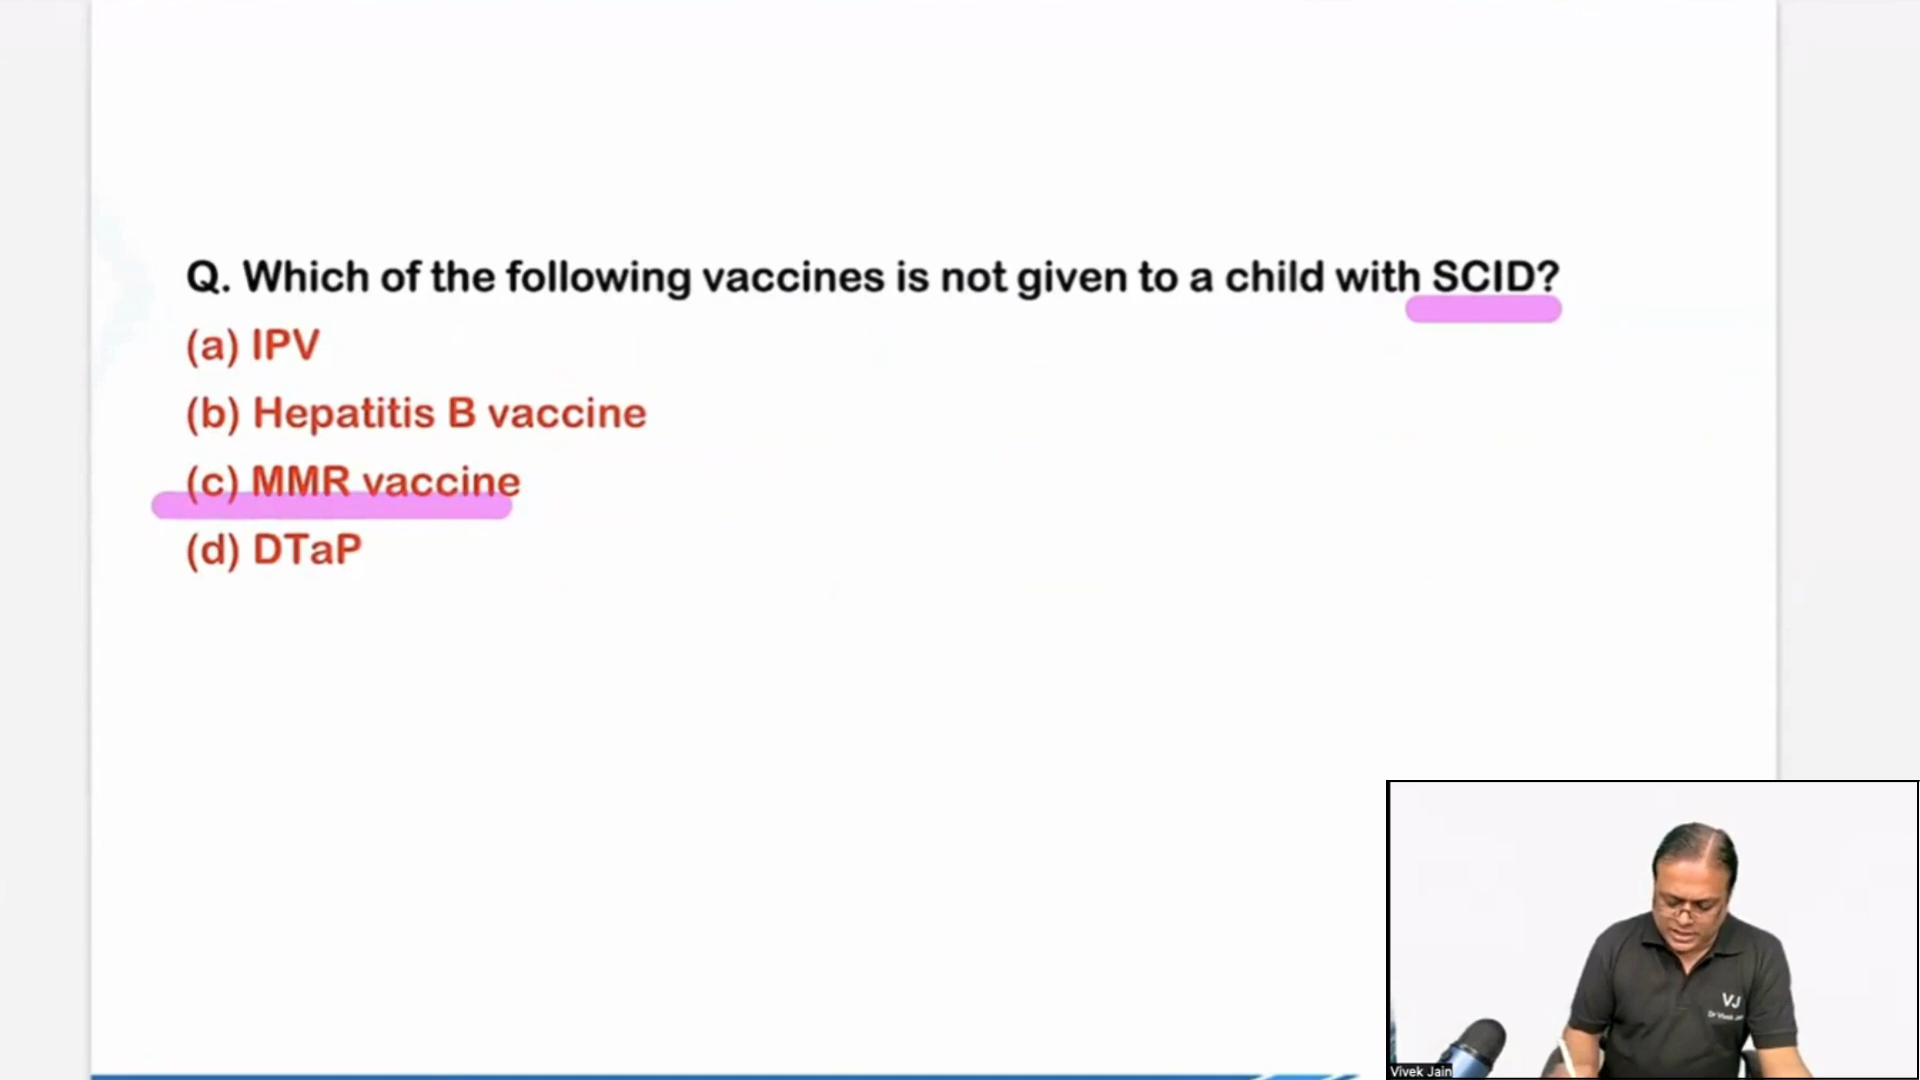 Q. Which of the following vaccines is not given to a child with SCID?
(a) IPV
(b) Hepatitis B vaccine
(c) MMR vaccine
(d) DTaP
VJ
Vivek Jain